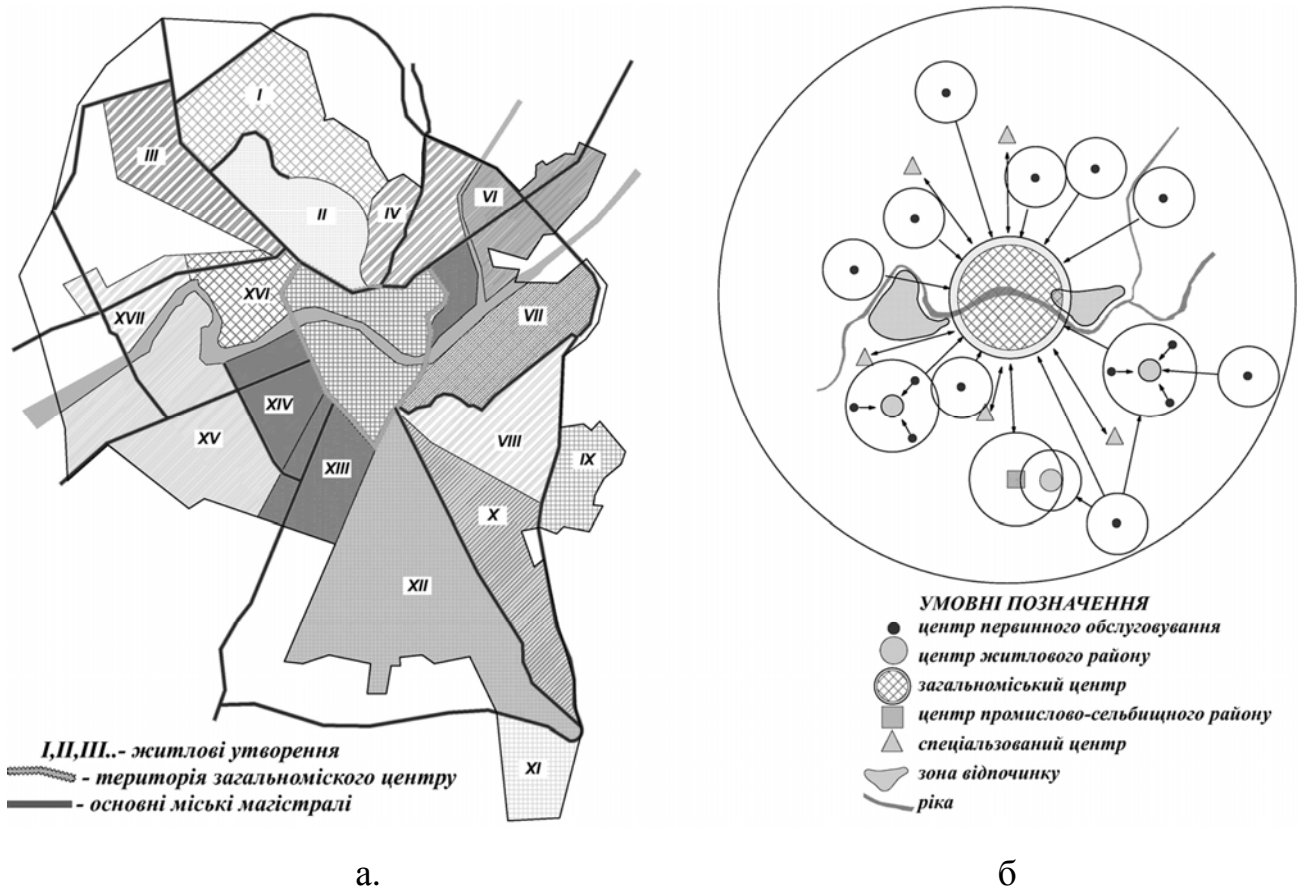 I
III
II
IV
VI
XVI
XVII
VII
XIV
XV
VIII
XIII
IX
X
XII
XI
I,II,III..- житлові утворення
- територія загальноміского центру
- основні міські магістралі
а.
УМОВНІ ПОЗНАЧЕННЯ
центр первинного обслуговування
центр житлового району
загальноміський центр
центр промислово-сельбищного району
спеціальзований центр
зона відпочинку
ріка
б